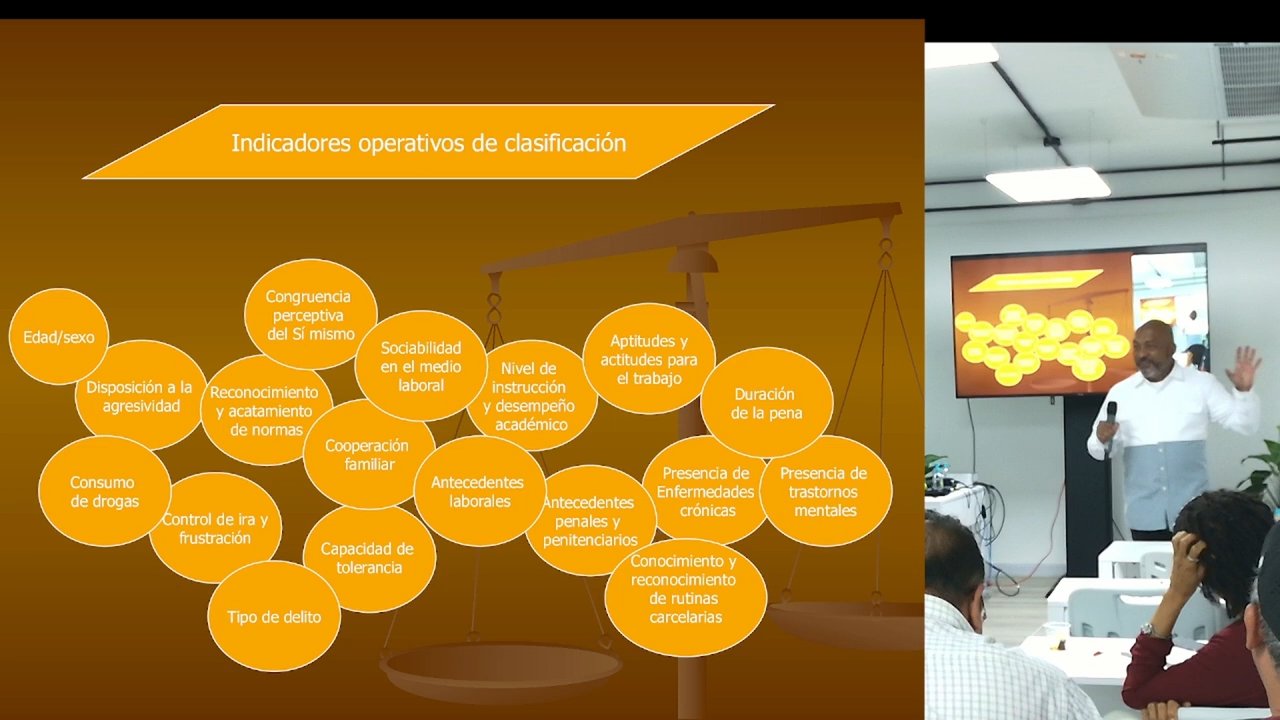 Indicadores operativos de clasificación
Edad/sexo
Disposición a la
agresividad
Congruencia
perceptiva
del Sí mismo
Reconocimiento
y acatamiento
de normas
Sociabilidad
en el medio
laboral
Nivel de
instrucción
y desempeño
académico
Aptitudes y
actitudes para
el trabajo
Duración
de la pena
Consumo
de drogas
Control de ira y
frustración
Cooperación
familiar
Antecedentes
laborales
Antecedentes
penales y
penitenciarios
Presencia de
Enfermedades
crónicas
Presencia de
trastornos
mentales
Capacidad de
tolerancia
Tipo de delito
Conocimiento y
reconocimiento
de rutinas
carcelarias